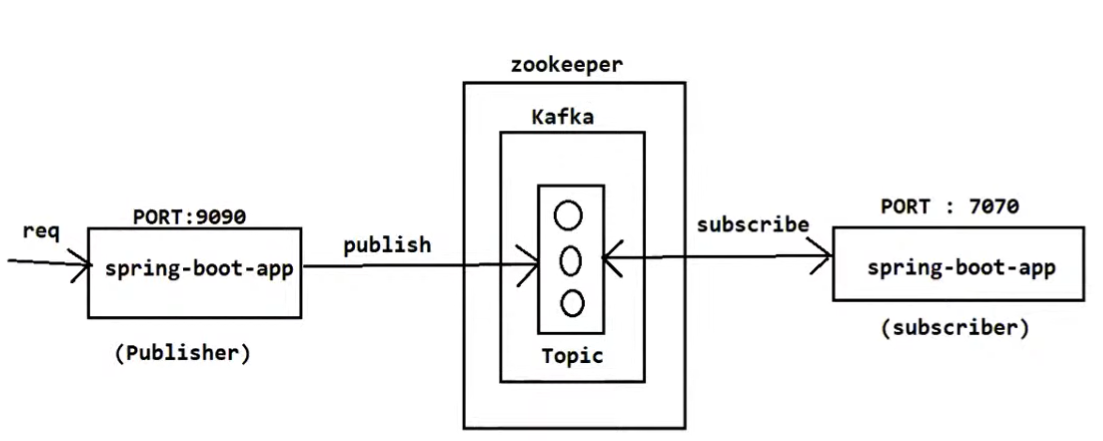 zookeeper
Kafka
req
PORT:9090
spring-boot-app
(Publisher)
publish
Topic
subscribe
PORT : 7070
spring-boot-app
(subscriber)